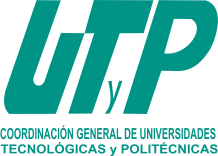 UTyP
COORDINACIÓN GENERAL DE UNIVERSIDADES
TECNOLÓGICAS y POLITÉCNICAS